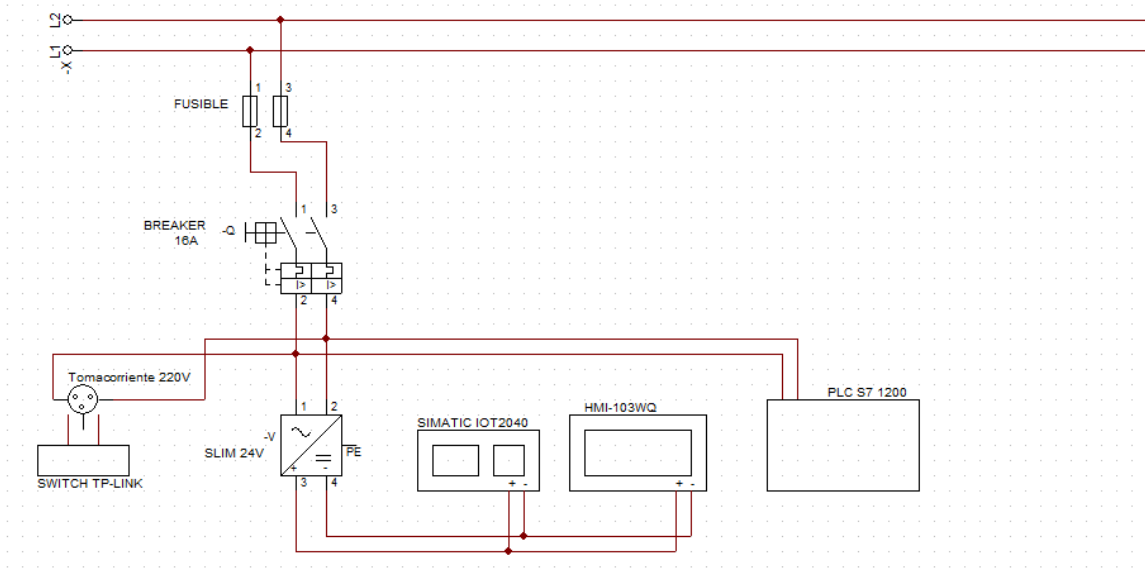 L2
L1
-X
1 3
FUSIBLE
2 4
1 3
BREAKER
16A
-Q
I> I>
2 4
Tomacorriente 220V
PLC S7 1200
HMI-103WQ
SIMATIC IOT2040
1 2
-V
SLIM 24V
PE
+ -
3 4
+ -
+ -
SWITCH TP-LINK